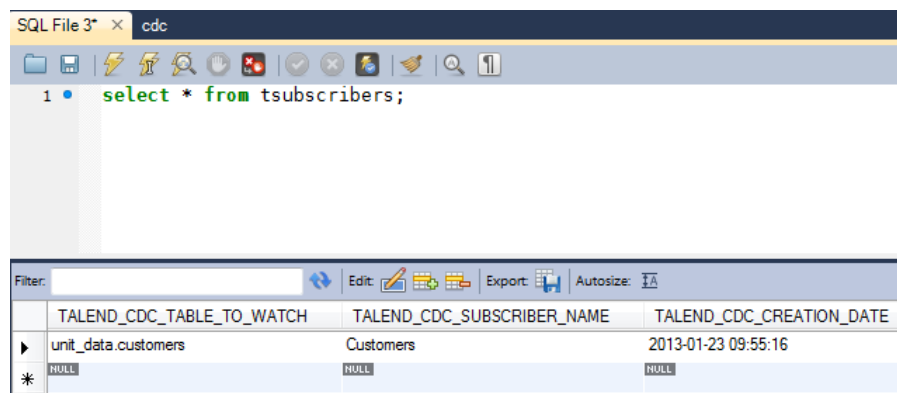 SQL File 3* × cdc
1 select * from tsubscribers;
Filter: Edit: Export: Autosize:
TALEND_CDC_TABLE_TO_WATCH TALEND_CDC_SUBSCRIBER_NAME TALEND_CDC_CREATION_DATE
unit_data.customers Customers 2013-01-23 09:55:16
NULL NULL NULL